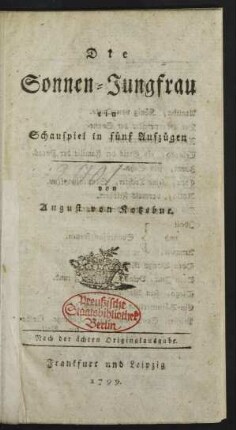 Die
Sonnen-Jungfrau
ein
Schauspiel in fünf Aufzügen
von
August von Kotzebue.
Preußische
Staatsbibliothek
Berlin
Nach der ächten Originalausgabe.
Frankfurt und Leipzig
1799.